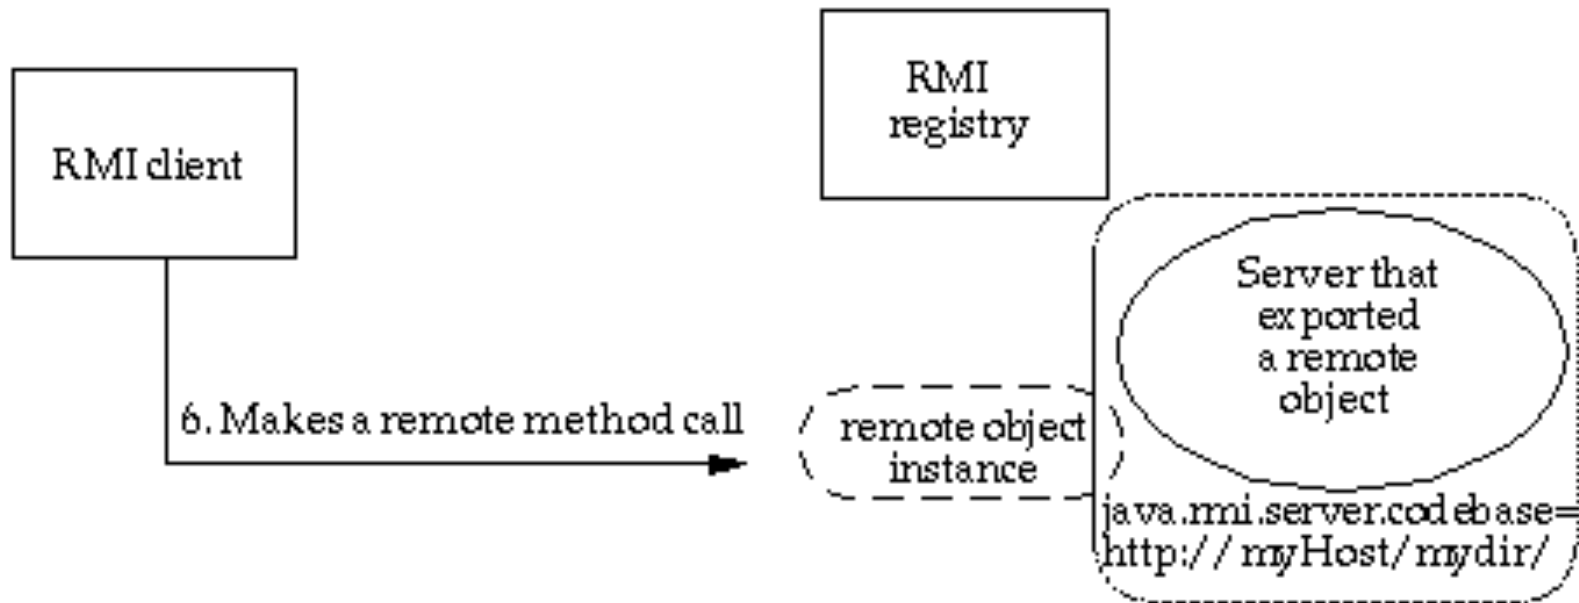 RMI client
RMI
registry
Server that
exported
a remote
object
6. Makes a remote method call
remote object
instance
java.rmi.server.codebase=
http://myHost/mydir/